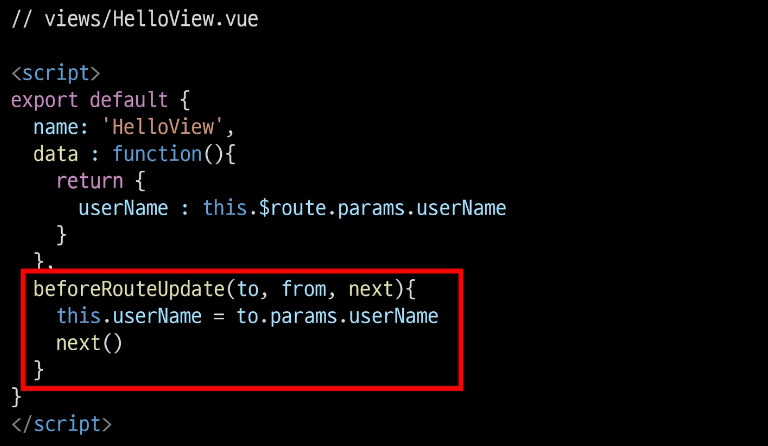 // views/HelloView.vue
<script>
export default {
name: 'HelloView',
data : function(){
return {
userName : this.$route.params.userName
}
},
beforeRouteUpdate(to, from, next){
this.userName = to.params.userName
next()
}
}
</script>